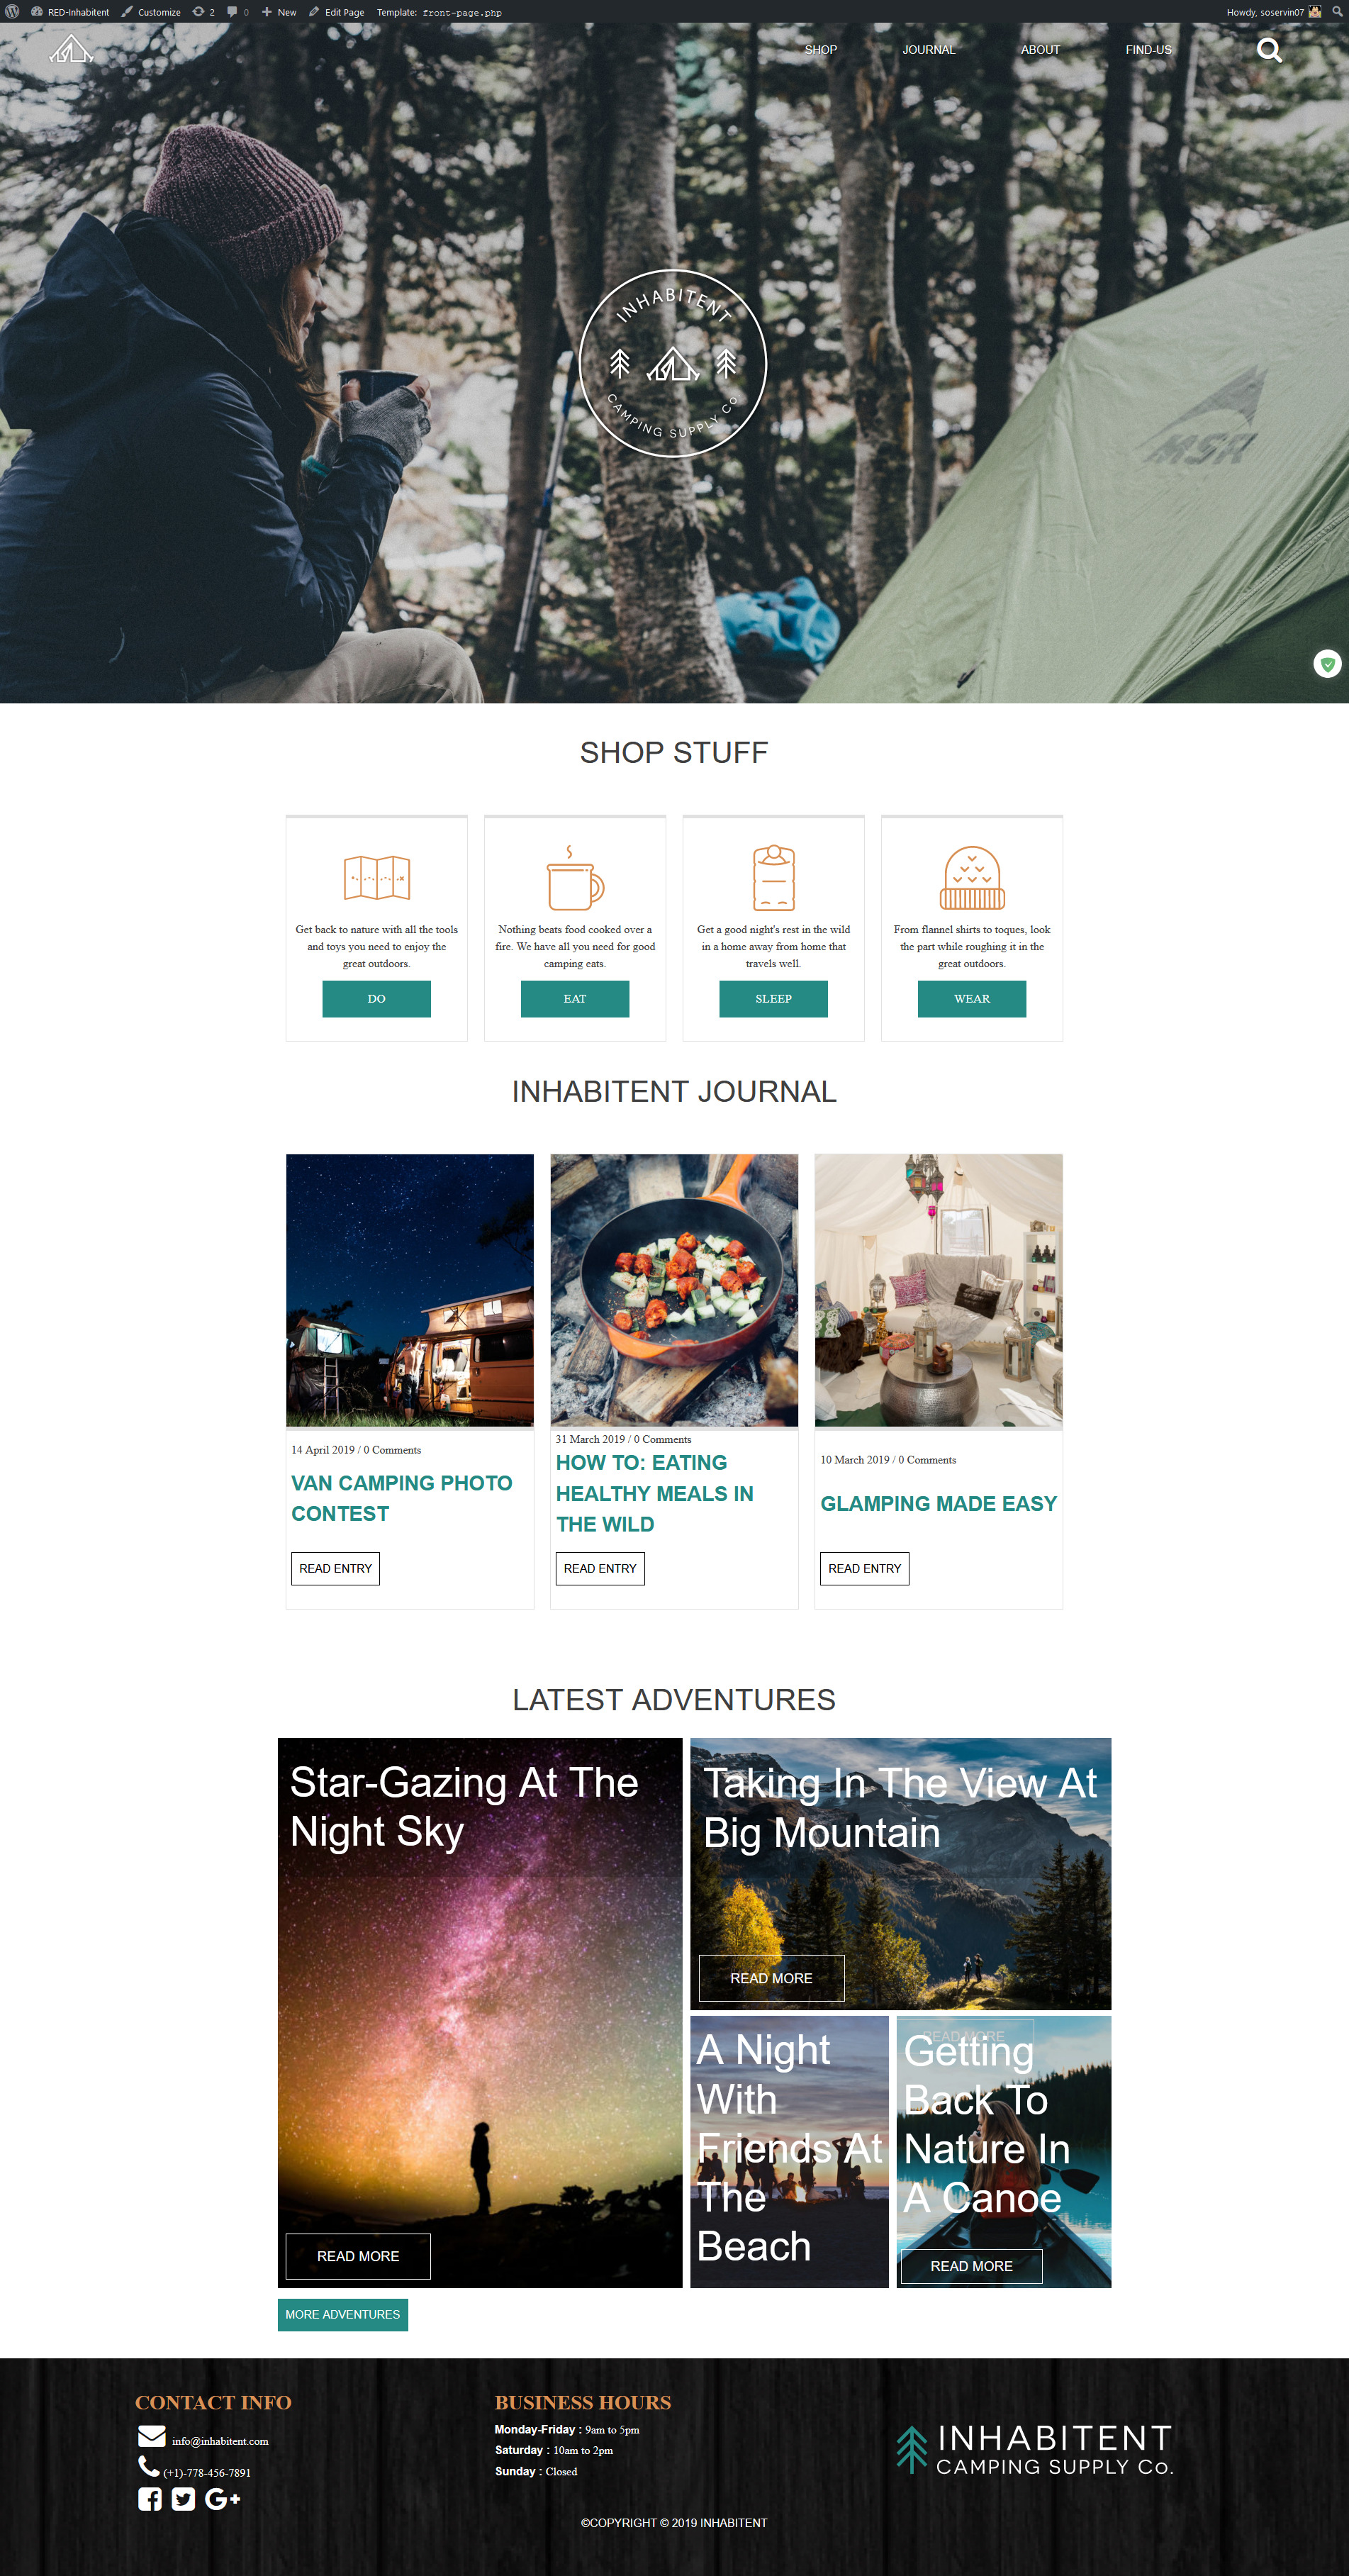 RED-Inhabitent Customize 2 0 New Edit Page Template: front-page.php Howdy, soservin07
SHOP JOURNAL ABOUT FIND-US
INHABITENT
CAMPING SUPPLY Co
MSR
SHOP STUFF
Get back to nature with all the tools
and toys you need to enjoy the
great outdoors.
DO
Nothing beats food cooked over a
fire. We have all you need for good
camping eats.
EAT
Get a good night's rest in the wild
in a home away from home that
travels well.
SLEEP
From flannel shirts to toques, look
the part while roughing it in the
great outdoors.
WEAR
INHABITENT JOURNAL
14 April 2019 / 0 Comments
VAN CAMPING PHOTO
CONTEST
READ ENTRY
31 March 2019 / 0 Comments
HOW TO: EATING
HEALTHY MEALS IN
THE WILD
READ ENTRY
10 March 2019 / 0 Comments
GLAMPING MADE EASY
READ ENTRY
LATEST ADVENTURES
Star-Gazing At The
Night Sky
READ MORE
Taking In The View At
Big Mountain
READ MORE
A Night
With
Friends At
The
Beach
READ MORE
Getting
Back To
Nature In
A Canoe
READ MORE
MORE ADVENTURES
CONTACT INFO
info@inhabitent.com
(+1)-778-456-7891
BUSINESS HOURS
Monday-Friday : 9am to 5pm
Saturday : 10am to 2pm
Sunday : Closed
INHABITENT
CAMPING SUPPLY Co.
©COPYRIGHT © 2019 INHABITENT